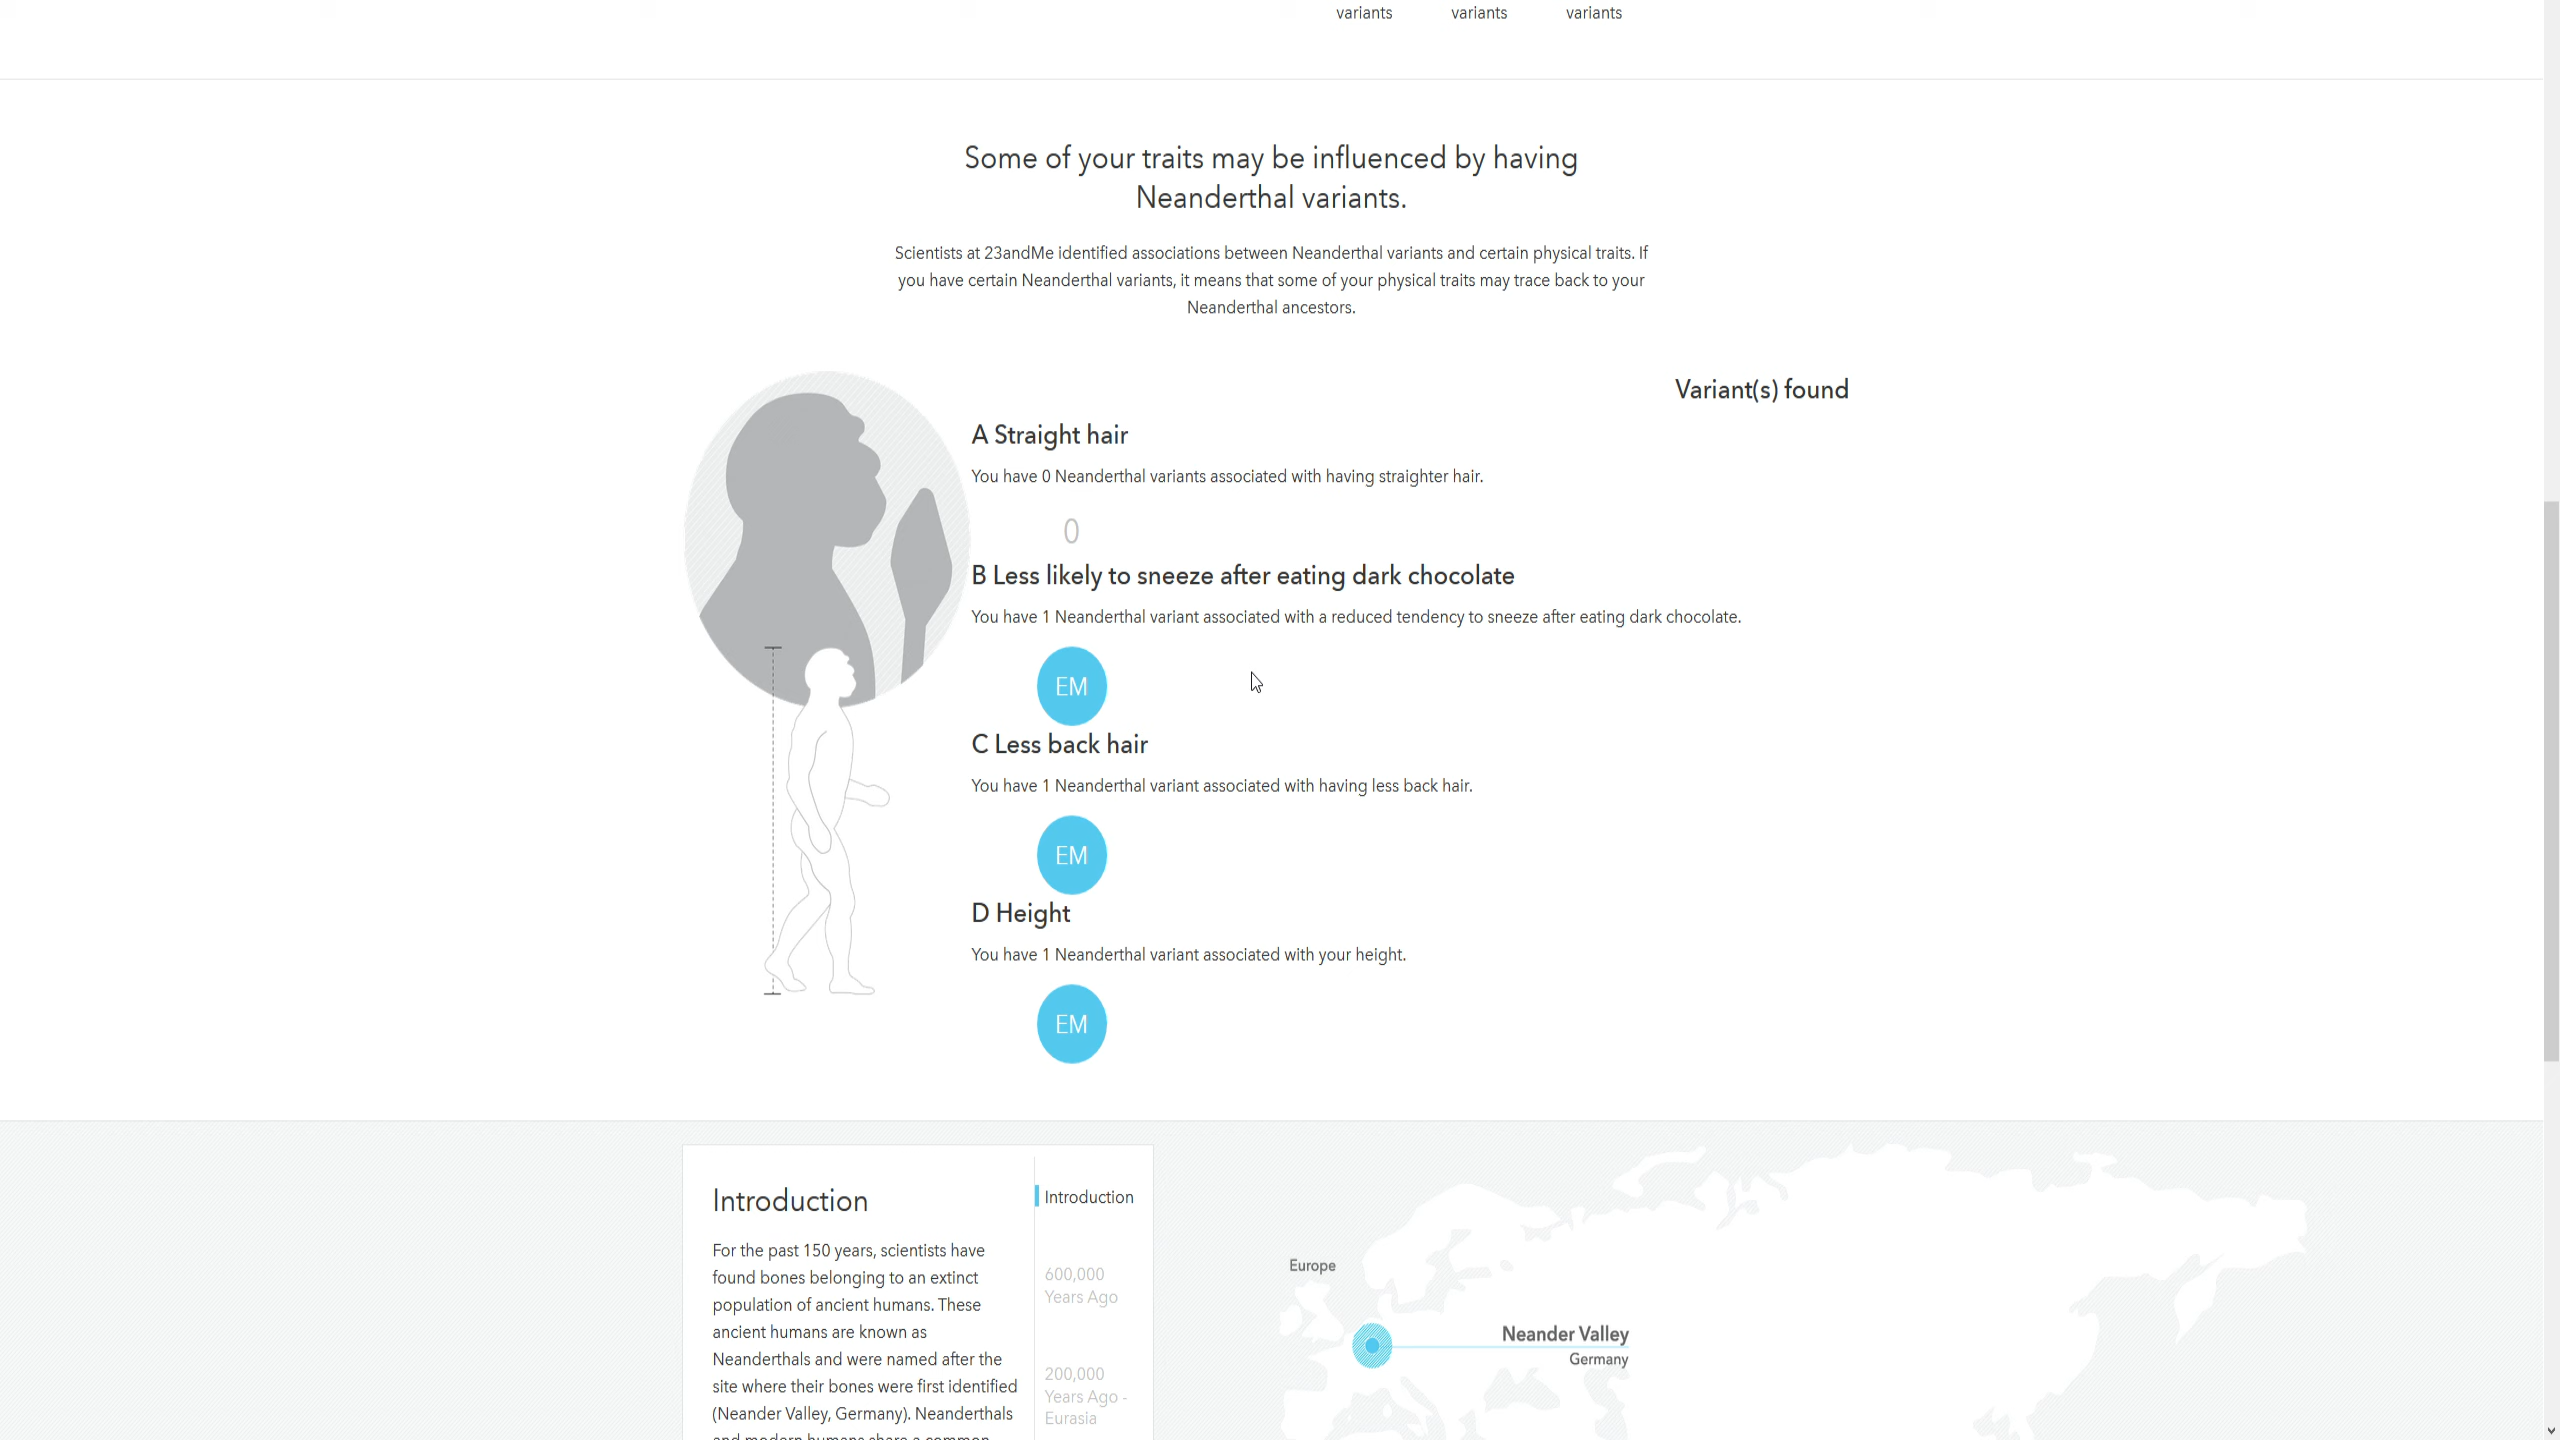 variants variants variants
Some of your traits may be influenced by having
Neanderthal variants.
Scientists at 23andMe identified associations between Neanderthal variants and certain physical traits. If
you have certain Neanderthal variants, it means that some of your physical traits may trace back to your
Neanderthal ancestors.
Variant(s) found
A Straight hair
You have 0 Neanderthal variants associated with having straighter hair.
0
B Less likely to sneeze after eating dark chocolate
You have 1 Neanderthal variant associated with a reduced tendency to sneeze after eating dark chocolate.
EM
C Less back hair
You have 1 Neanderthal variant associated with having less back hair.
EM
D Height
You have 1 Neanderthal variant associated with your height.
EM
Introduction
For the past 150 years, scientists have
found bones belonging to an extinct
population of ancient humans. These
ancient humans are known as
Neanderthals and were named after the
site where their bones were first identified
(Neander Valley, Germany). Neanderthals
and modern humans share a common
Introduction
600,000
Years Ago
200,000
Years Ago -
Eurasia
Europe
Neander Valley
Germany